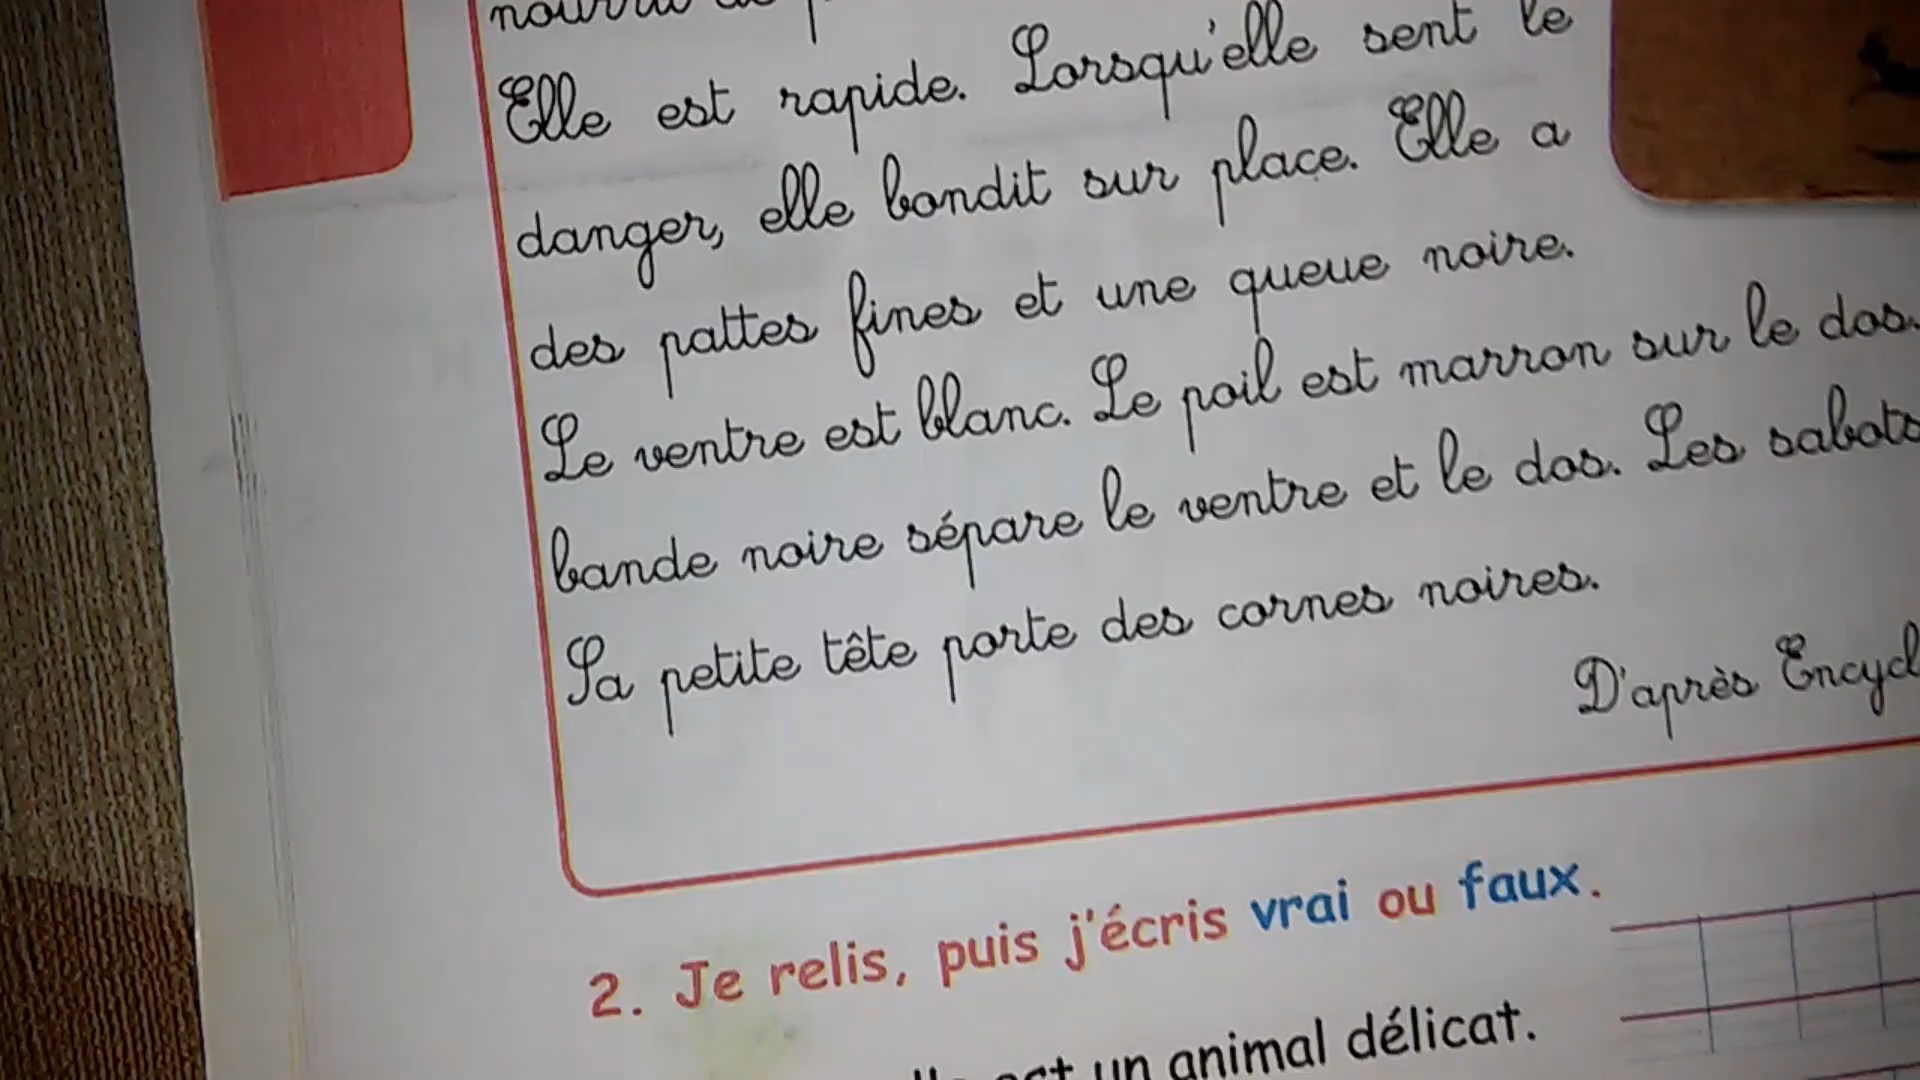 Elle est rapide. Lorsqu'elle sent le
danger, elle bondit sur place. Elle a
des pattes fines et une queue noire.
Le ventre est blanc. Le poil est marron sur le dos.
bande noire sépare le ventre et le dos. Les sabots
Sa petite tête porte des cornes noires.
D'après Encycl
2. Je relis, puis j'écris vrai ou faux.
est un animal délicat.